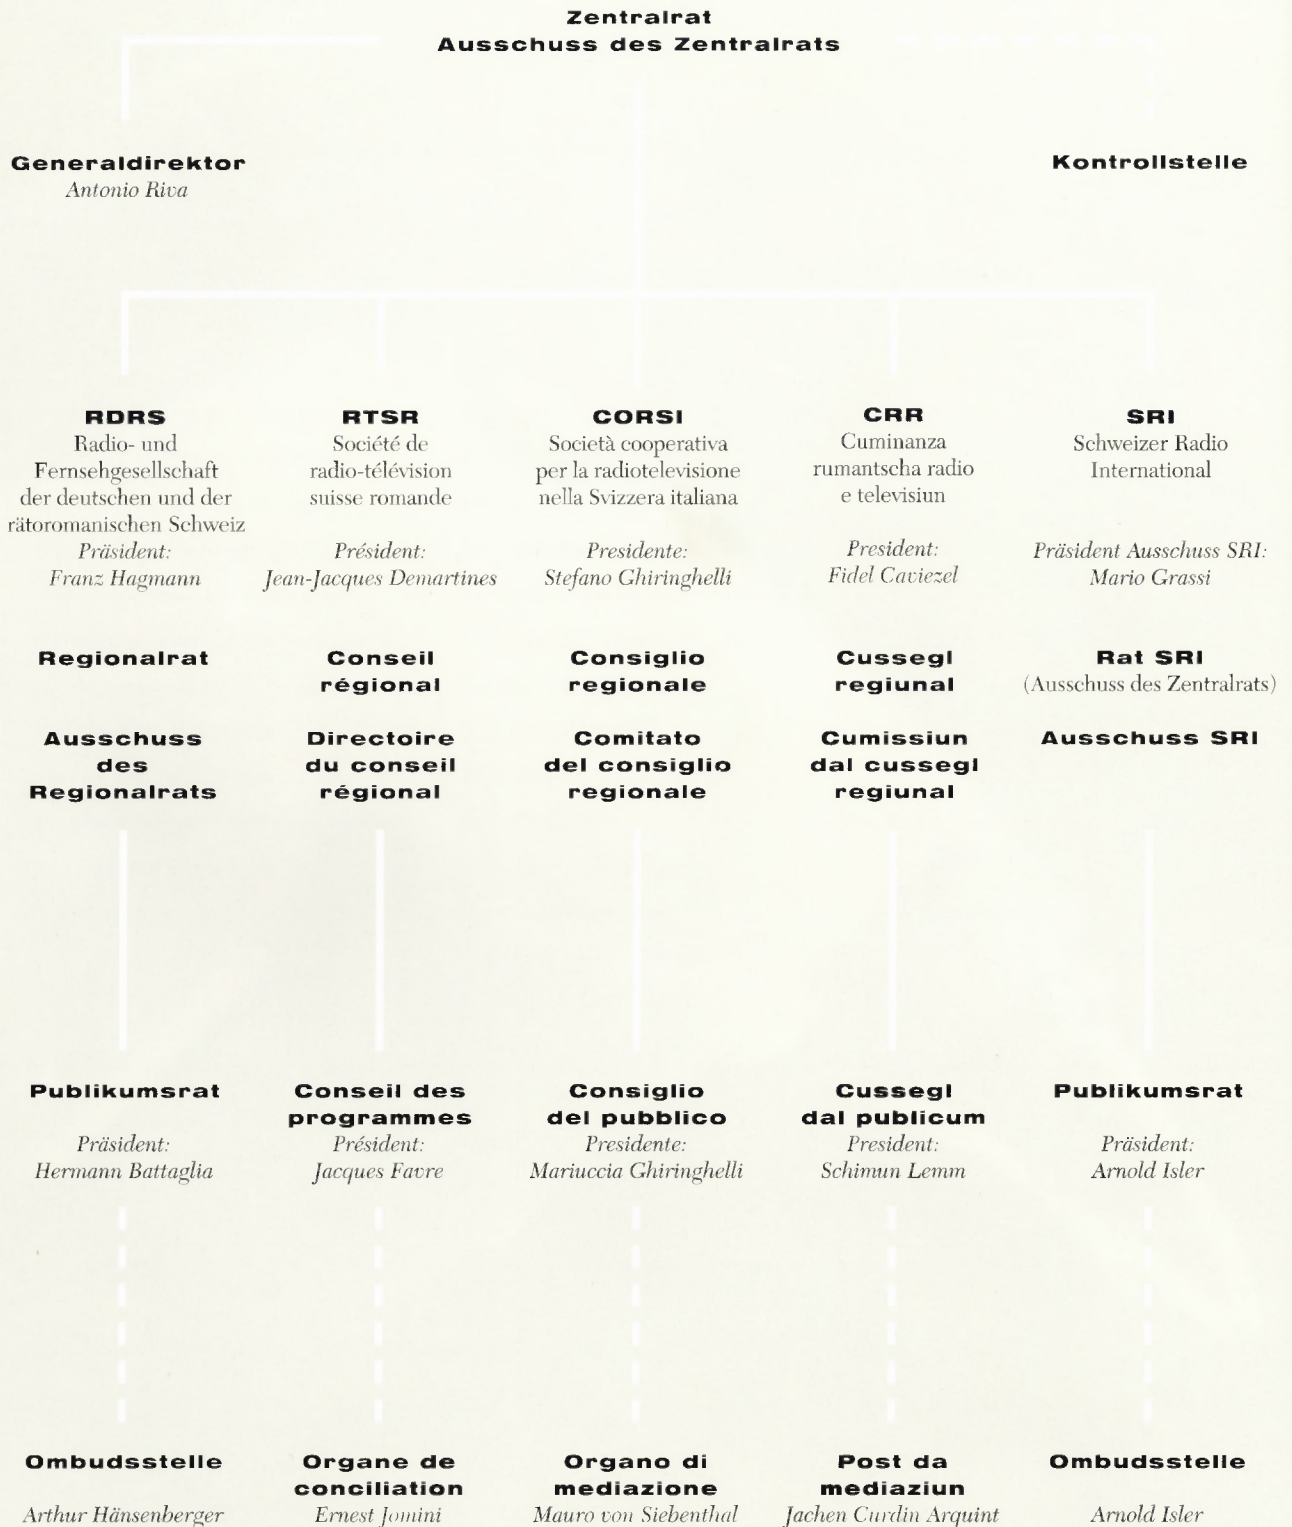 Zentralrat
Ausschuss des Zentralrats
Generaldirektor
Antonio Riva
Kontrollstelle
RDRS
Radio- und
Fernsehgesellschaft
der deutschen und der
rätoromanischen Schweiz
Präsident:
Franz Hagmann
RTSR
Société de
radio-télévision
suisse romande
Président:
Jean-Jacques Demartines
CORSI
Società cooperativa
per la radiotelevisione
nella Svizzera italiana
Presidente:
Stefano Ghiringhelli
CRR
Cuminanza
rumantscha radio
e televisiun
President:
Fidel Caviezel
SRI
Schweizer Radio
International
Präsident Ausschuss SRI:
Mario Grassi
Regionalrat
Conseil
régional
Consiglio
regionale
Cussegl
regiunal
Rat SRI
(Ausschuss des Zentralrats)
Ausschuss
des
Regionalrats
Directoire
du conseil
régional
Comitato
del consiglio
regionale
Cumissiun
dal cussegl
regiunal
Ausschuss SRI
Publikumsrat
Präsident:
Hermann Battaglia
Conseil des
programmes
Président:
Jacques Favre
Consiglio
del pubblico
Presidente:
Mariuccia Ghiringhelli
Cussegl
dal publicum
President:
Schimun Lemm
Publikumsrat
Präsident:
Arnold Isler
Ombudsstelle
Arthur Hänsenberger
Organe de
conciliation
Ernest Jomini
Organo di
mediazione
Mauro von Siebenthal
Post da
mediaziun
Jachen Curdin Arquint
Ombudsstelle
Arnold Isler